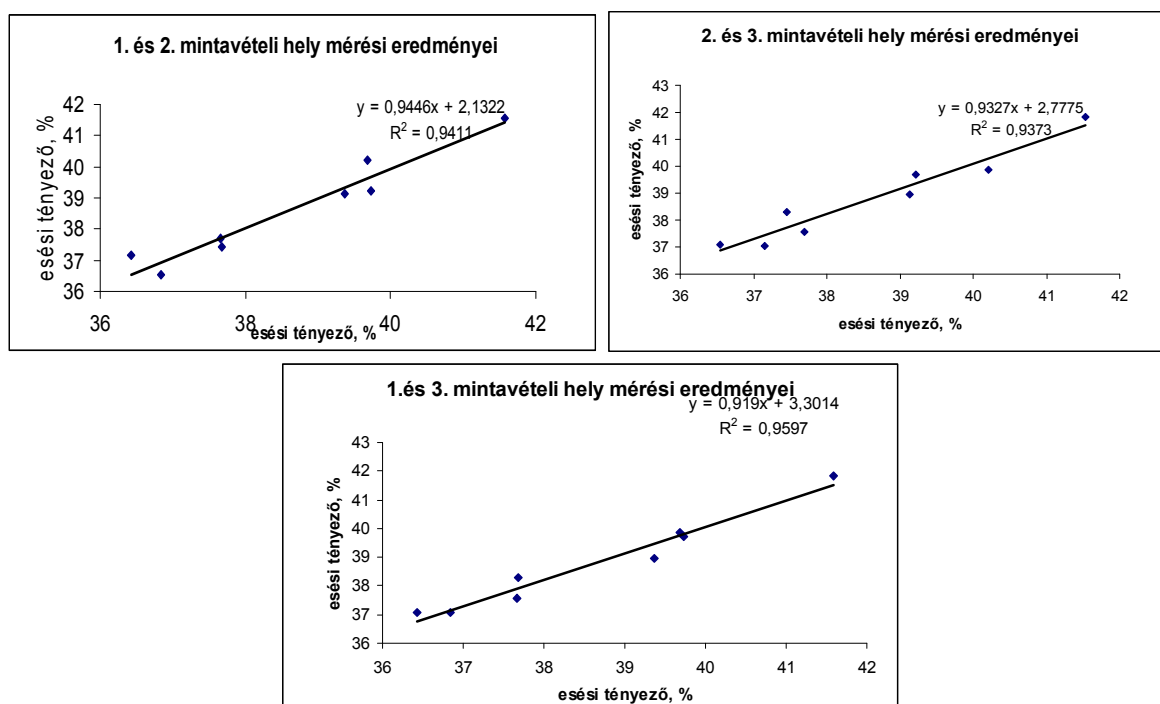 1. és 2. mintavételi hely mérési eredményei
y = 0,9446x + 2,1322
R² = 0,9411
esési tényező, %
42
41
40
39
38
37
36
36
38
40
42
esési tényező, %
2. és 3. mintavételi hely mérési eredményei
y = 0,9327x + 2,7775
R² = 0,9373
esési tényező, %
43
42
41
40
39
38
37
36
36
37
38
39
40
41
42
esési tényező, %
1.és 3. mintavételi hely mérési eredményei
y = 0,919x + 3,3014
R² = 0,9597
esési tényező, %
43
42
41
40
39
38
37
36
36
37
38
39
40
41
42
esési tényező, %